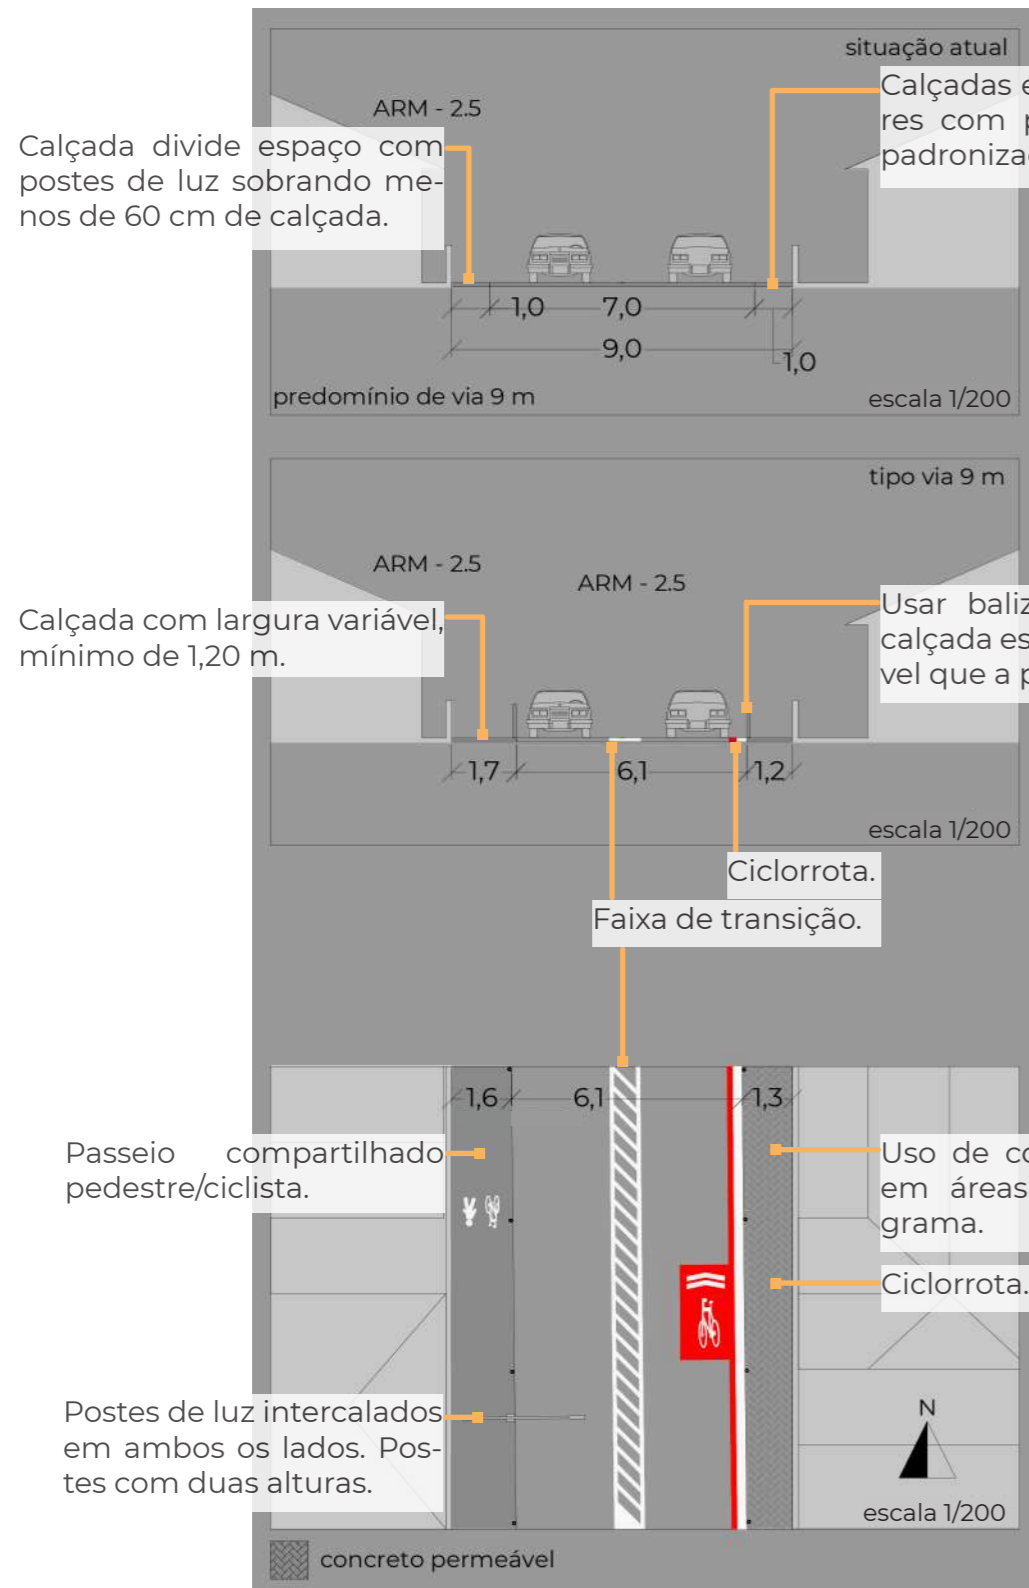 situação atual
ARM - 2.5
Calçada divide espaço com
postes de luz sobrando me-
nos de 60 cm de calçada.
Calçadas
res com
padroniza
1,0
7,0
9,0
1,0
predomínio de via 9 m
escala 1/200
tipo via 9 m
ARM - 2.5
ARM - 2.5
Calçada com largura variável,
mínimo de 1,20 m.
Usar baliz
calçada es
vel que a p
1,7
6,1
1,2
escala 1/200
Ciclorrota.
Faixa de transição.
1,6
6,1
1,3
Passeio compartilhado
pedestre/ciclista.
Uso de co
em áreas
grama.
Ciclorrota.
Postes de luz intercalados
em ambos os lados. Pos-
tes com duas alturas.
N
escala 1/200
concreto permeável